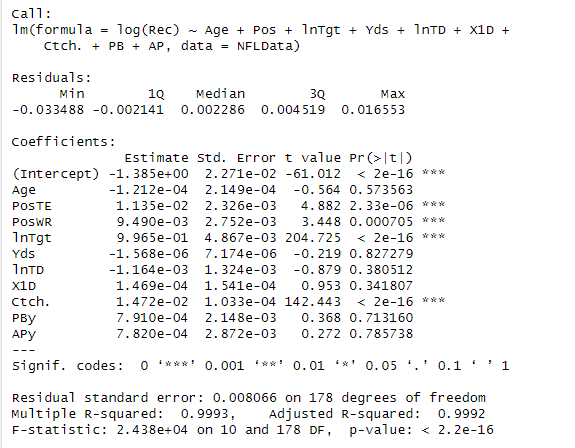 Call:
lm(formula = log(Rec) ~ Age + Pos + lnTgt + Yds + lnTD + X1D +
    Ctch. + PB + AP, data = NFLData)

Residuals:
      Min        1Q    Median        3Q       Max
-0.033488 -0.002141  0.002286  0.004519  0.016553

Coefficients:
              Estimate Std. Error t value Pr(>|t|)
(Intercept) -1.385e+00  2.271e-02 -61.012  < 2e-16 ***
Age         -1.212e-04  2.149e-04  -0.564 0.573563
PosTE        1.135e-02  2.326e-03   4.882 2.33e-06 ***
PosWR        9.490e-03  2.752e-03   3.448 0.000705 ***
lnTgt        9.965e-01  4.867e-03 204.725  < 2e-16 ***
Yds         -1.568e-06  7.174e-06  -0.219 0.827279
lnTD        -1.164e-03  1.324e-03  -0.879 0.380512
X1D          1.469e-04  1.541e-04   0.953 0.341807
Ctch.        1.472e-02  1.033e-04 142.443  < 2e-16 ***
PBy          7.910e-04  2.148e-03   0.368 0.713160
APy          7.820e-04  2.872e-03   0.272 0.785738
---
Signif. codes:  0 ‘***’ 0.001 ‘**’ 0.01 ‘*’ 0.05 ‘.’ 0.1 ‘ ’ 1

Residual standard error: 0.008066 on 178 degrees of freedom
Multiple R-squared:  0.9993,    Adjusted R-squared:  0.9992
F-statistic: 2.438e+04 on 10 and 178 DF,  p-value: < 2.2e-16